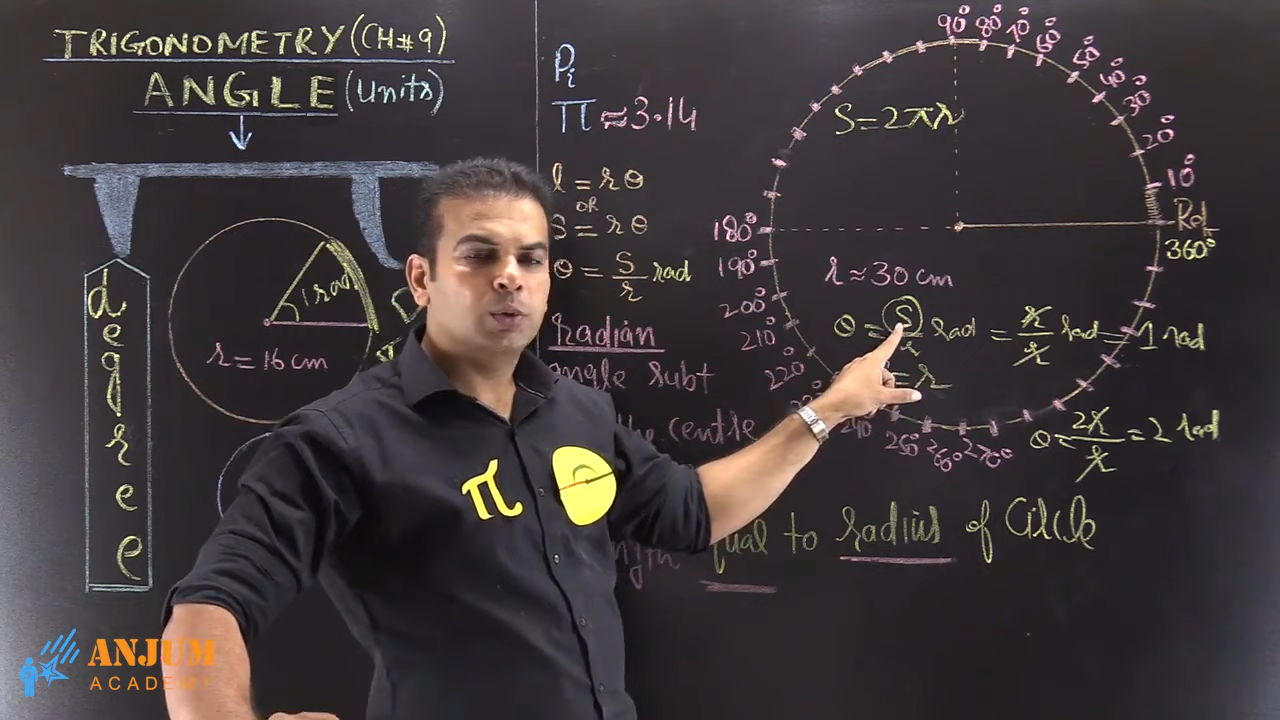 TRIGONOMETRY (CH#9)
ANGLE (Units)
degree
1 rad
r = 16 cm
Pi
π ≈ 3.14
l = rθ
OR
S = rθ
θ = S/r rad
radian
angle subt
the centre
equal to radius of Circle
S = 2πr
90° 80° 70° 60° 50° 40° 30° 20° 10°
Ref
360°
180°
190°
200°
210°
220°
240°
250° 260° 270°
r ≈ 30 cm
θ = S/r rad = r/r rad = 1 rad
= r
θ = 2r/r = 2 rad
π
ANJUM
ACADEMY